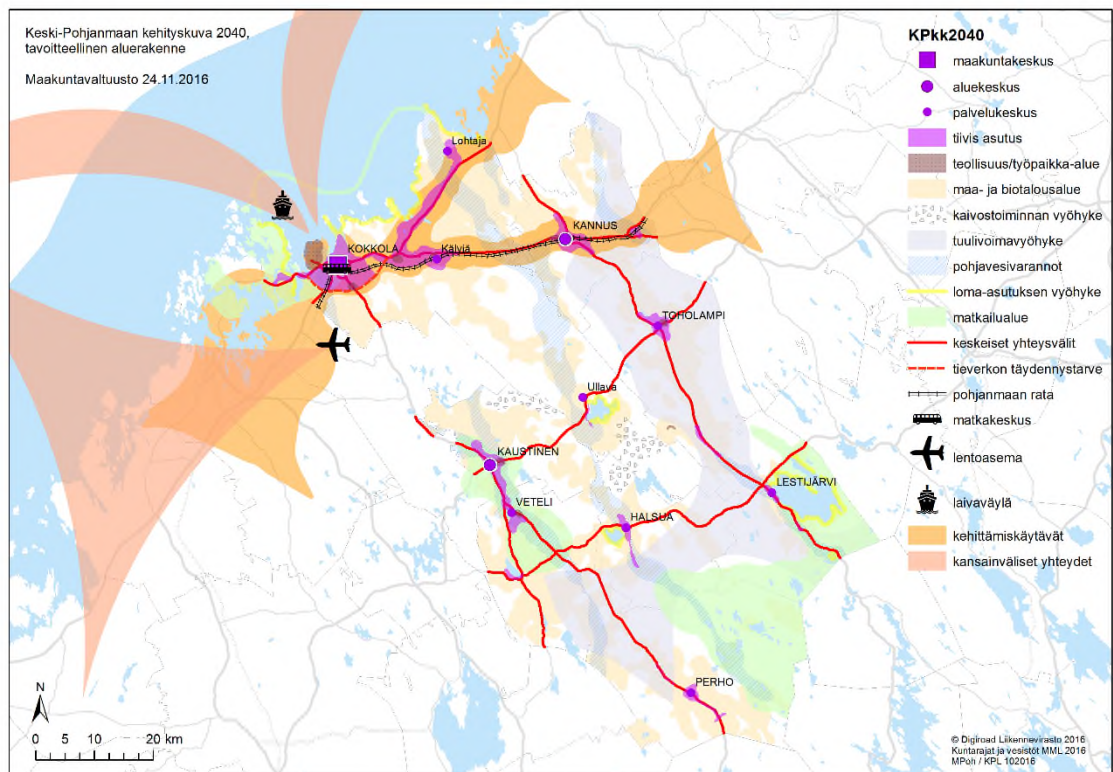 Keski-Pohjanmaan kehityskuva 2040,
tavoitteellinen aluerakenne
Maakuntavaltuusto 24.11.2016
Lohtaja
KANNUS
KOKKOLA
Kälviä
TOHOLAMPI
Ullava
KAUSTINEN
VETELI
LESTIJÄRVI
HALSUA
PERHO
N
0 5 10 20 km
KPkk2040
maakuntakeskus
aluekeskus
palvelukeskus
tiivis asutus
teollisuus/työpaikka-alue
maa- ja biotalousalue
kaivostoiminnan vyöhyke
tuulivoimavyöhyke
pohjavesivarannot
loma-asutuksen vyöhyke
matkailualue
keskeiset yhteysvälit
tieverkon täydennystarve
pohjanmaan rata
matkakeskus
lentoasema
laivaväylä
kehittämiskäytävät
kansainväliset yhteydet
© Digiroad Liikennevirasto 2016
Kuntarajat ja vesistöt MML 2016
MPoh / KPL 102016